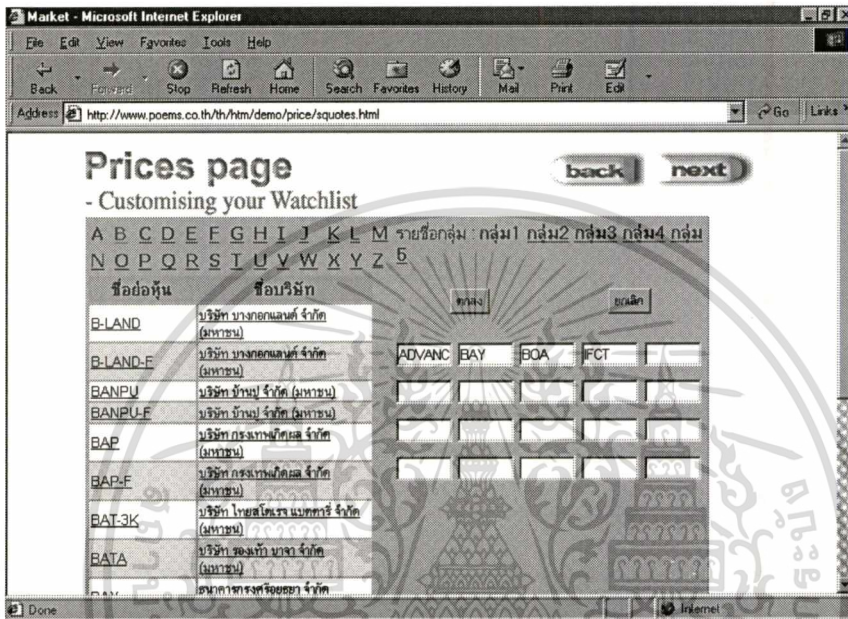 Market - Microsoft Internet Explorer
File Edit View Favorites Tools Help
Back Forward Stop Refresh Home Search Favorites History Mail Print Edit
Address http://www.poems.co.th/th/htm/demo/price/squotes.html Go Links
Prices page
back next
- Customising your Watchlist
A B C D E F G H I J K L M รายชื่อกลุ่ม : กลุ่ม1 กลุ่ม2 กลุ่ม3 กลุ่ม4 กลุ่ม
N O P Q R S T U V W X Y Z 5
ชื่อย่อหุ้น ชื่อบริษัท
ตกลง ยกเลิก
B-LAND บริษัท บางกอกแลนด์ จำกัด
(มหาชน)
B-LAND-F บริษัท บางกอกแลนด์ จำกัด
(มหาชน)
ADVANC BAY BOA IFCT
BANPU บริษัท บ้านปู จำกัด (มหาชน)
BANPU-F บริษัท บ้านปู จำกัด (มหาชน)
BAP บริษัท กรุงเทพผลิตผล จำกัด
(มหาชน)
BAP-F บริษัท กรุงเทพผลิตผล จำกัด
(มหาชน)
BAT-3K บริษัท ไทยสโตเรจ แบตตารี่ จำกัด
(มหาชน)
BATA บริษัท รองเท้า บาจา จำกัด
(มหาชน)
BAY ธนาคารกรุงศรีอยุธยา จำกัด
Done Internet